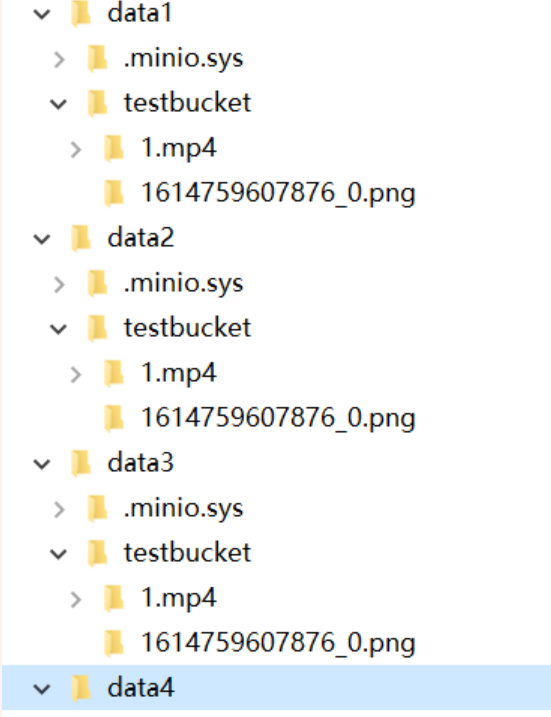 data1
.minio.sys
testbucket
1.mp4
1614759607876_0.png
data2
.minio.sys
testbucket
1.mp4
1614759607876_0.png
data3
.minio.sys
testbucket
1.mp4
1614759607876_0.png
data4